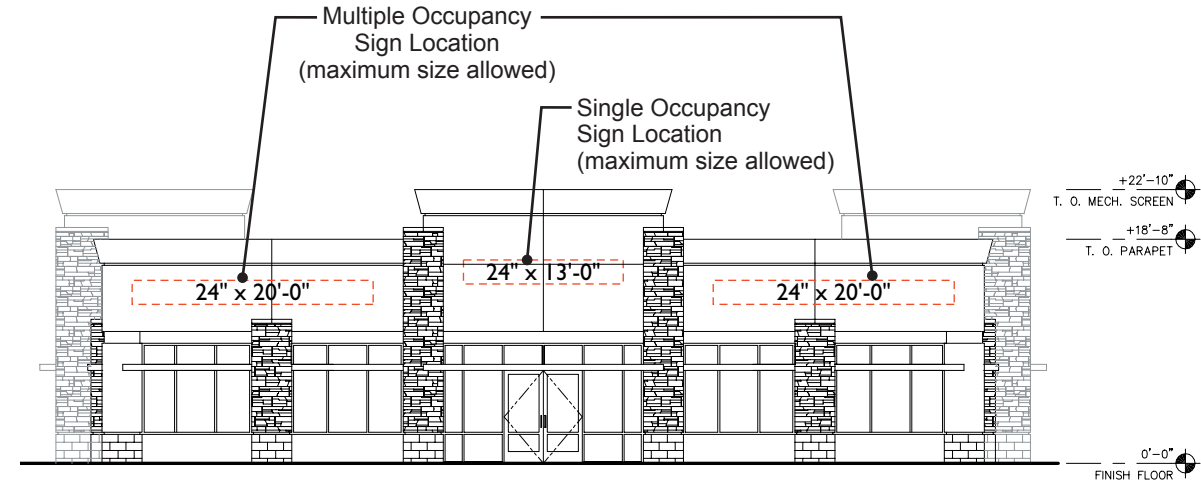 Multiple Occupancy
Sign Location
(maximum size allowed)
Single Occupancy
Sign Location
(maximum size allowed)
+22'-10"
T. O. MECH. SCREEN
+18'-8"
T. O. PARAPET
24" x 20'-0"
24" x 13'-0"
24" x 20'-0"
0'-0"
FINISH FLOOR